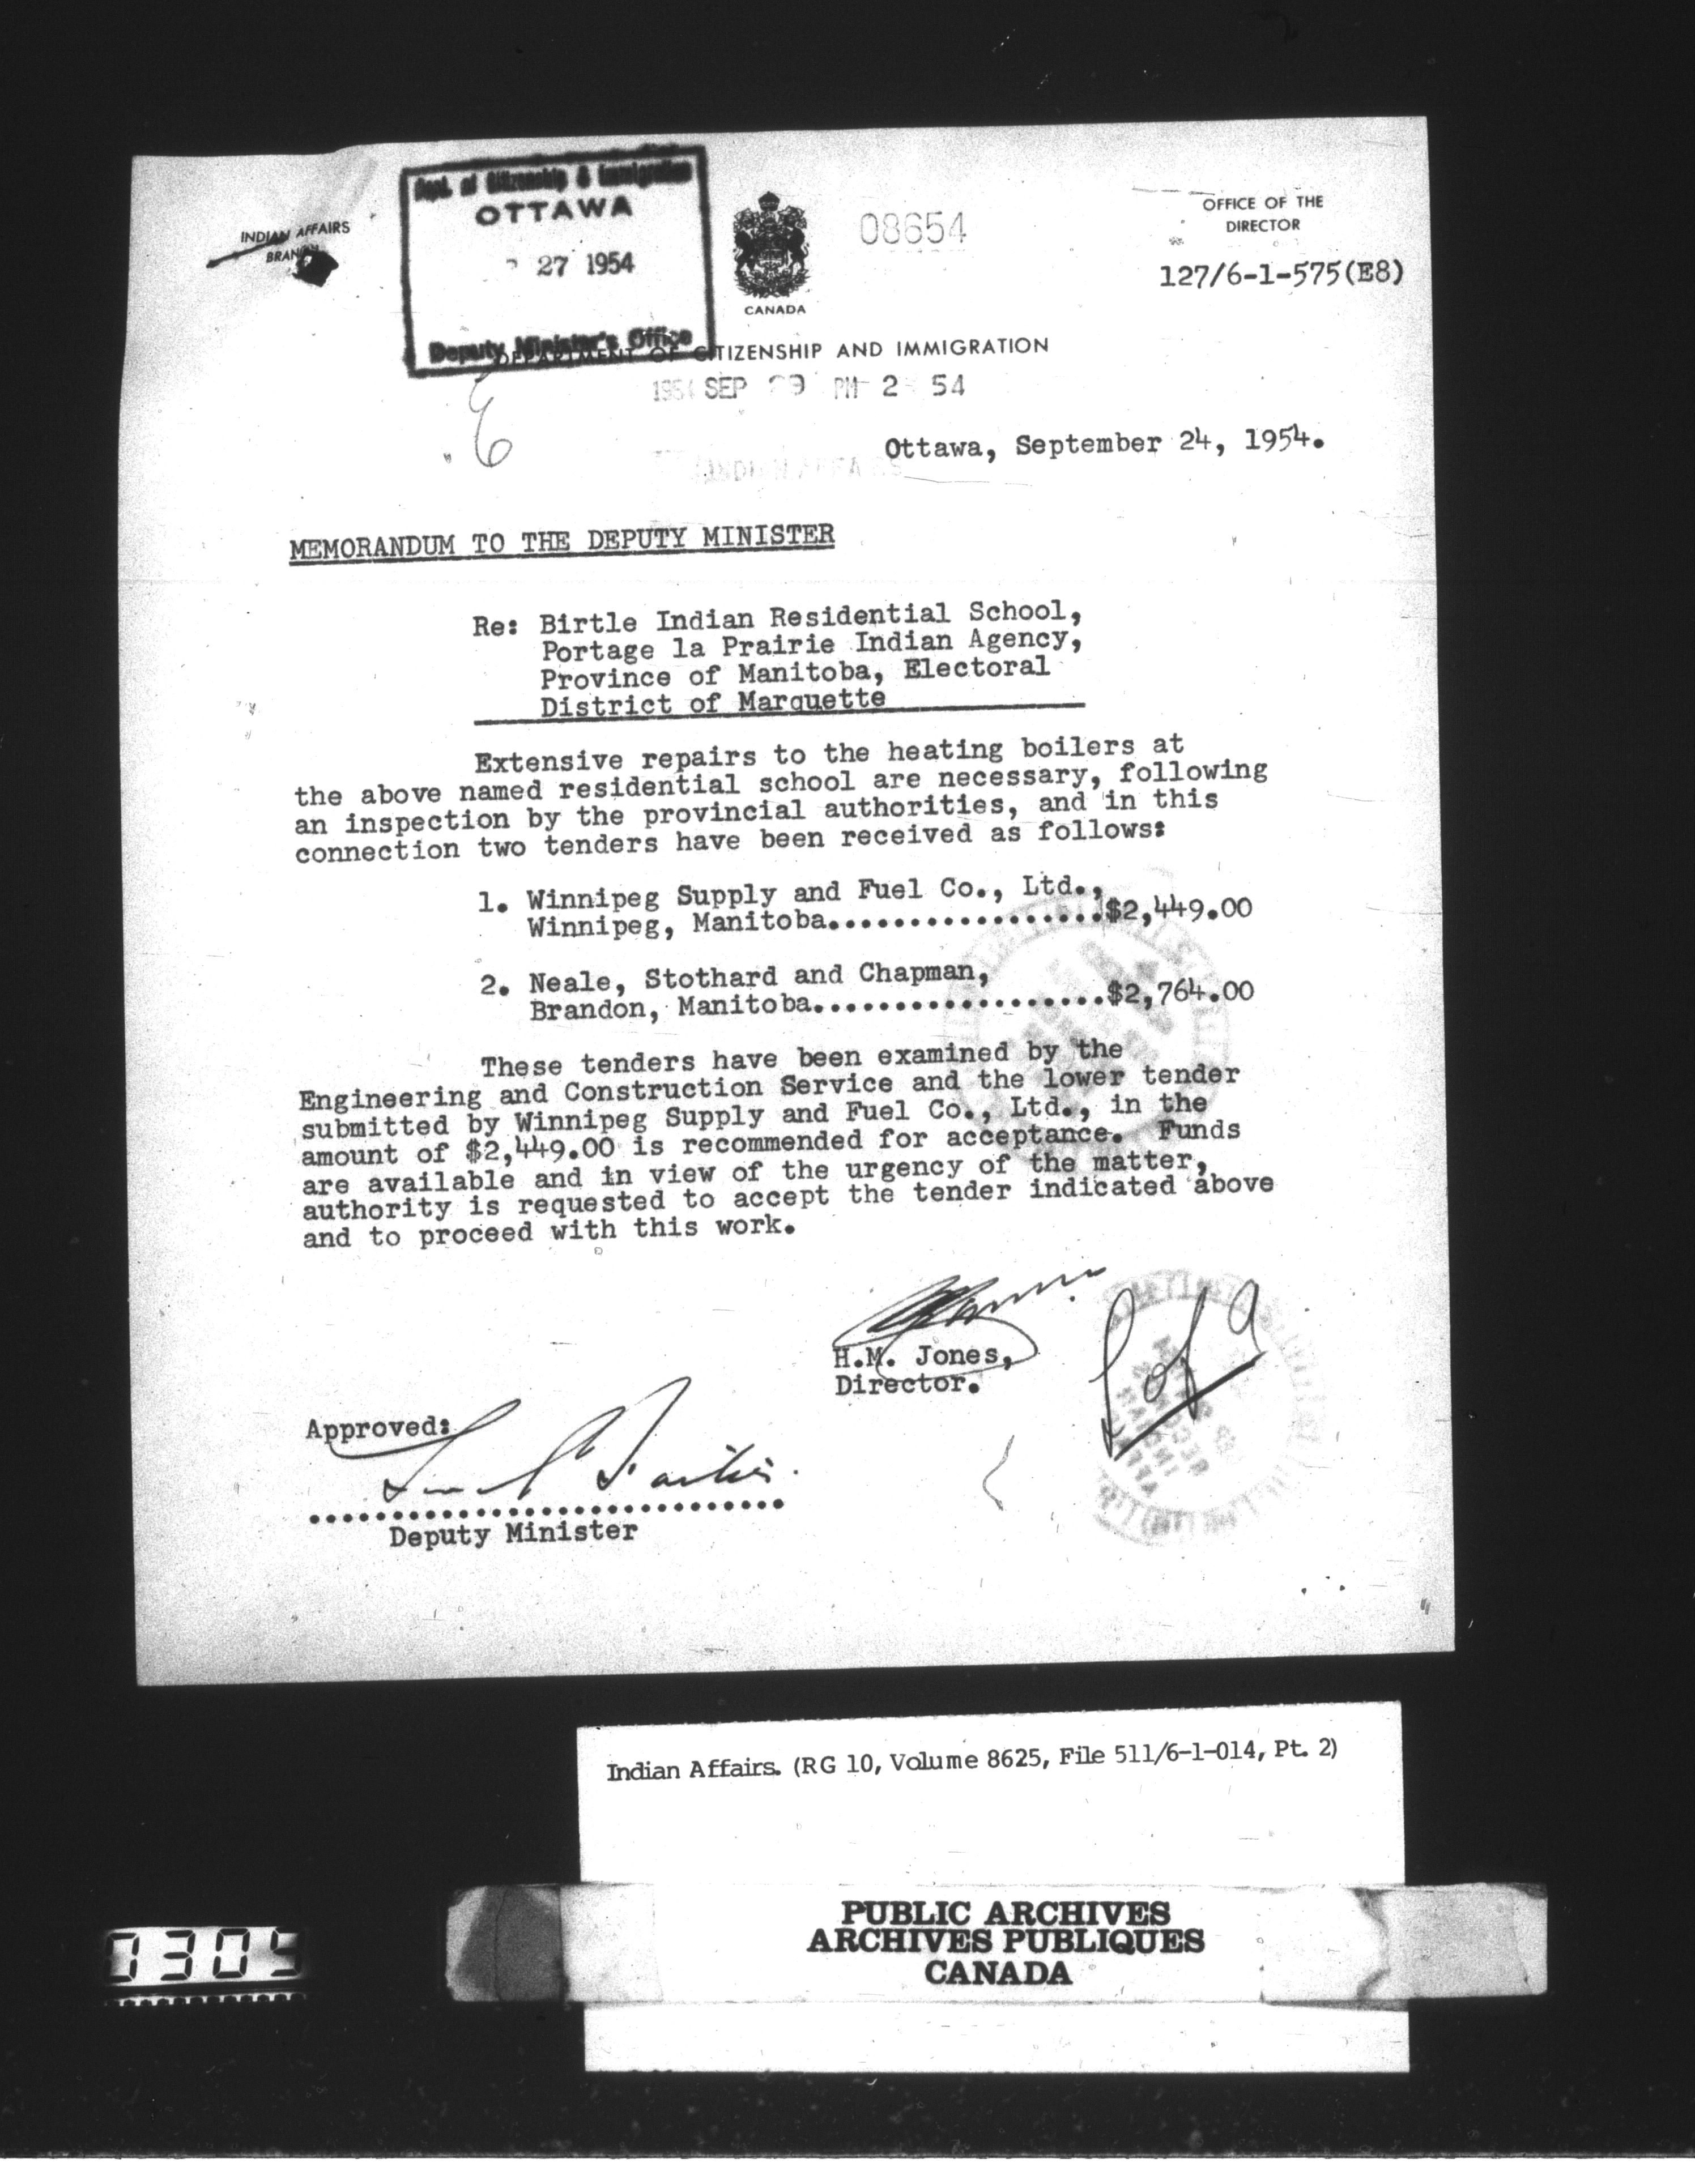 INDIAN AFFAIRS
BRANCH
Dept. of Citizenship & Immigration
OTTAWA
27 1954
Deputy Minister's Office
CANADA
08654
OFFICE OF THE
DIRECTOR
127/6-1-575(E8)
DEPARTMENT OF CITIZENSHIP AND IMMIGRATION
1954 SEP 29 PM 2 54
INDIAN AFFAIRS
Ottawa, September 24, 1954.
MEMORANDUM TO THE DEPUTY MINISTER
Re: Birtle Indian Residential School,
Portage la Prairie Indian Agency,
Province of Manitoba, Electoral
District of Marquette
Extensive repairs to the heating boilers at
the above named residential school are necessary, following
an inspection by the provincial authorities, and in this
connection two tenders have been received as follows:
1. Winnipeg Supply and Fuel Co., Ltd.,
Winnipeg, Manitoba.................$2,449.00
2. Neale, Stothard and Chapman,
Brandon, Manitoba..................$2,764.00
These tenders have been examined by the
Engineering and Construction Service and the lower tender
submitted by Winnipeg Supply and Fuel Co., Ltd., in the
amount of $2,449.00 is recommended for acceptance. Funds
are available and in view of the urgency of the matter,
authority is requested to accept the tender indicated above
and to proceed with this work.
H.M. Jones,
Director.
Approved:
..............................
Deputy Minister
Indian Affairs. (RG 10, Volume 8625, File 511/6-1-014, Pt. 2)
PUBLIC ARCHIVES
ARCHIVES PUBLIQUES
CANADA
0305